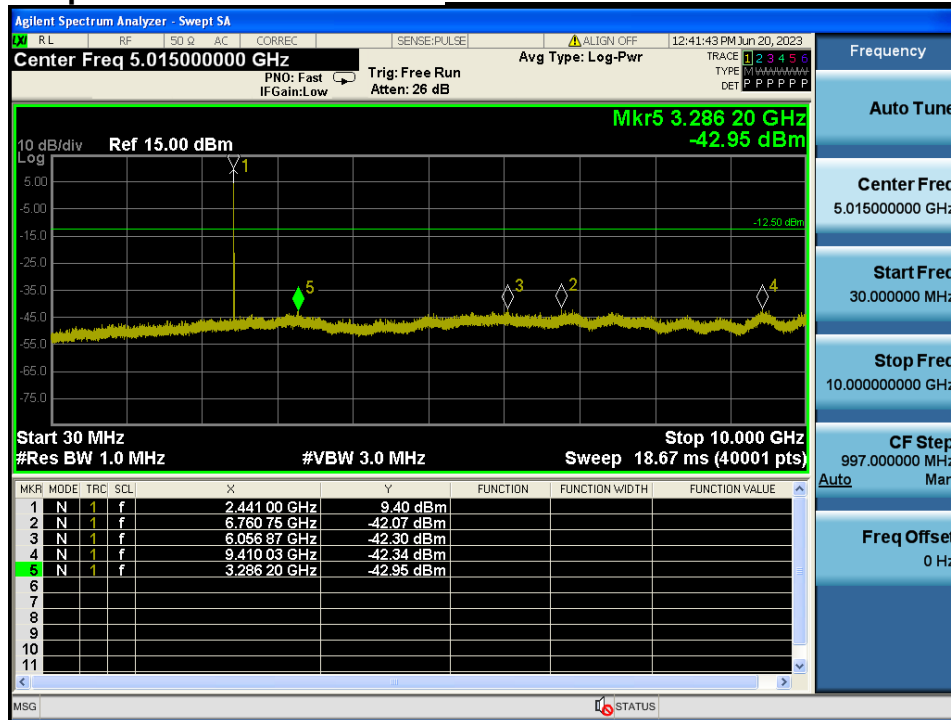 Agilent Spectrum Analyzer - Swept SA
LXI RL RF 50 Ω AC CORREC SENSE:PULSE ALIGN OFF 12:41:43 PM Jun 20, 2023
Center Freq 5.015000000 GHz
PNO: Fast
IFGain:Low
Trig: Free Run
Atten: 26 dB
Avg Type: Log-Pwr
TRACE 1 2 3 4 5 6
TYPE M W W W W W
DET P P P P P P
Mkr5 3.286 20 GHz
-42.95 dBm
10 dB/div Ref 15.00 dBm
Log
1
5.00
-5.00
-12.50 dBm
-15.0
-25.0
-35.0
5
3
2
4
-45.0
-55.0
-65.0
-75.0
Start 30 MHz Stop 10.000 GHz
#Res BW 1.0 MHz #VBW 3.0 MHz Sweep 18.67 ms (40001 pts)
MKR MODE TRC SCL X Y FUNCTION FUNCTION WIDTH FUNCTION VALUE
1 N 1 f 2.441 00 GHz 9.40 dBm
2 N 1 f 6.760 75 GHz -42.07 dBm
3 N 1 f 6.056 87 GHz -42.30 dBm
4 N 1 f 9.410 03 GHz -42.34 dBm
5 N 1 f 3.286 20 GHz -42.95 dBm
6
7
8
9
10
11
MSG STATUS
Frequency
Auto Tune
Center Freq
5.015000000 GHz
Start Freq
30.000000 MHz
Stop Freq
10.000000000 GHz
CF Step
997.000000 MHz
Auto Man
Freq Offset
0 Hz